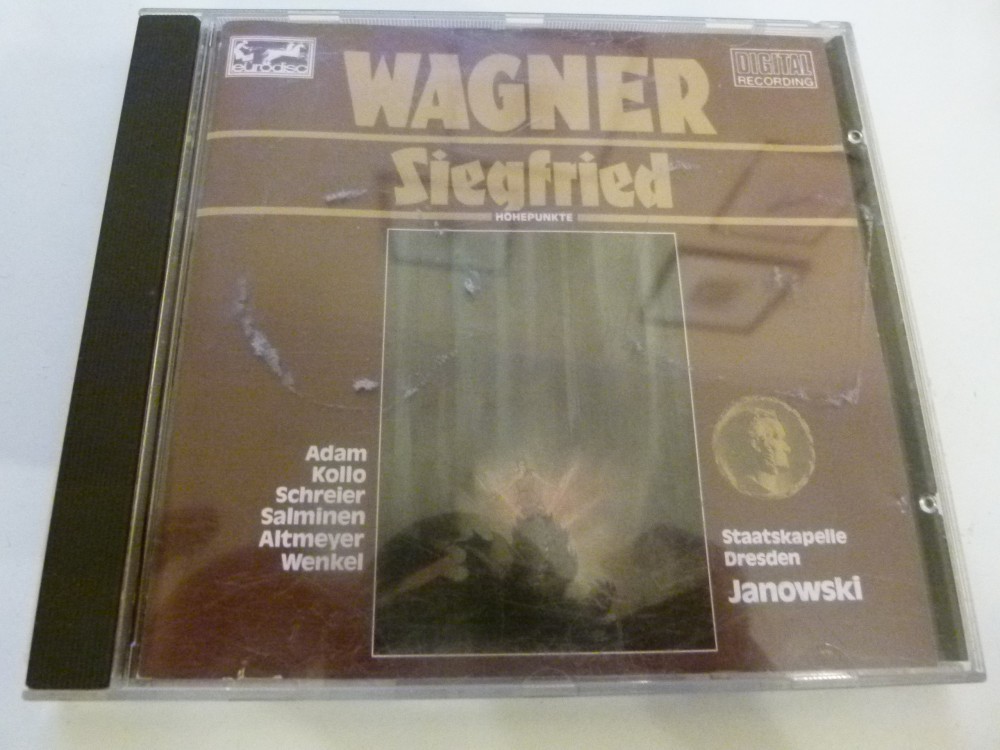 eurodisc
WAGNER
DIGITAL
RECORDING
Siegfried
HÖHEPUNKTE
Adam
Kollo
Schreier
Salminen
Altmeyer
Wenkel
Staatskapelle
Dresden
Janowski